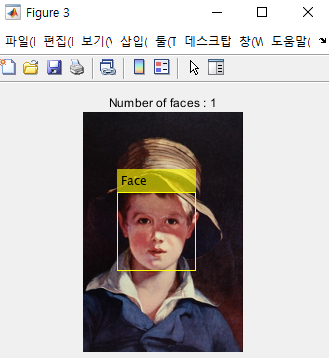 Figure 3
파일(I 편집(I 보기(\ 삽입( 툴(T 데스크탑 창(W 도움말(
Number of faces : 1
Face